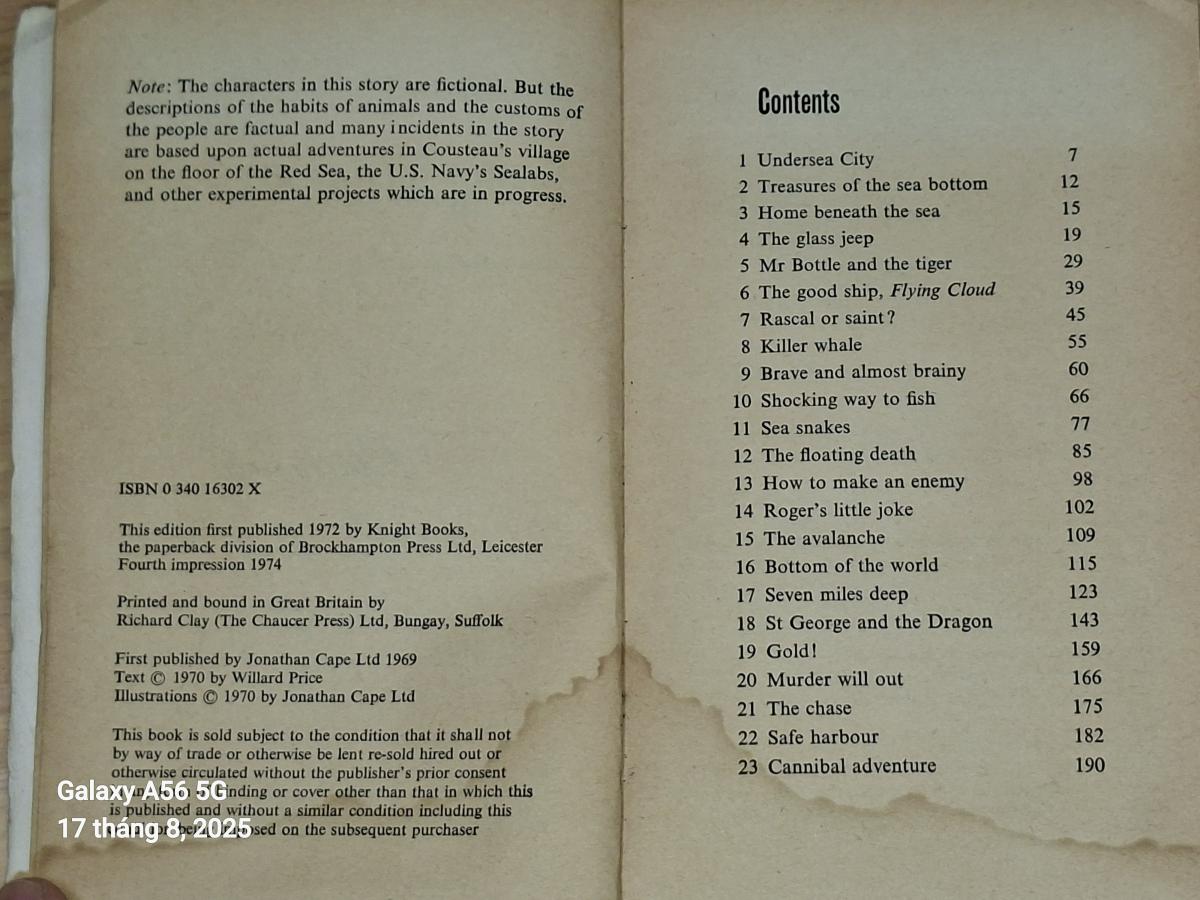 Note: The characters in this story are fictional. But the
descriptions of the habits of animals and the customs of
the people are factual and many incidents in the story
are based upon actual adventures in Cousteau's village
on the floor of the Red Sea, the U.S. Navy's Sealabs,
and other experimental projects which are in progress.
ISBN 0 340 16302 X
This edition first published 1972 by Knight Books,
the paperback division of Brockhampton Press Ltd, Leicester
Fourth impression 1974
Printed and bound in Great Britain by
Richard Clay (The Chaucer Press) Ltd, Bungay, Suffolk
First published by Jonathan Cape Ltd 1969
Text © 1970 by Willard Price
Illustrations © 1970 by Jonathan Cape Ltd
This book is sold subject to the condition that it shall not
by way of trade or otherwise be lent re-sold hired out or
otherwise circulated without the publisher's prior consent
binding or cover other than that in which this
is published and without a similar condition including this
on the subsequent purchaser
Galaxy A56 5G
17 tháng 8, 2025
Contents
1 Undersea City 7
2 Treasures of the sea bottom 12
3 Home beneath the sea 15
4 The glass jeep 19
5 Mr Bottle and the tiger 29
6 The good ship, Flying Cloud 39
7 Rascal or saint? 45
8 Killer whale 55
9 Brave and almost brainy 60
10 Shocking way to fish 66
11 Sea snakes 77
12 The floating death 85
13 How to make an enemy 98
14 Roger's little joke 102
15 The avalanche 109
16 Bottom of the world 115
17 Seven miles deep 123
18 St George and the Dragon 143
19 Gold! 159
20 Murder will out 166
21 The chase 175
22 Safe harbour 182
23 Cannibal adventure 190